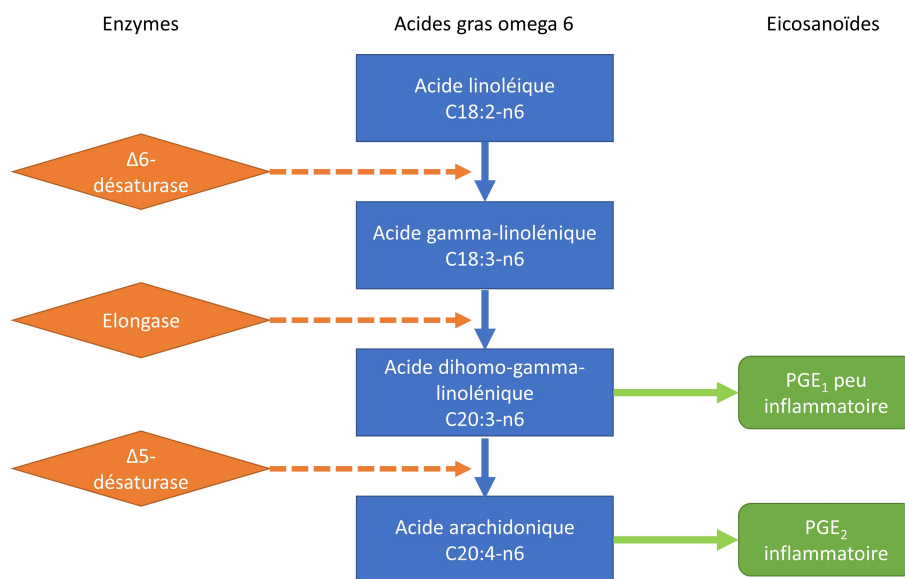 Enzymes
Acides gras omega 6
Eicosanoïdes
Acide linoléique
C18:2-n6
Δ6-
désaturase
Acide gamma-linolénique
C18:3-n6
Elongase
Acide dihomo-gamma-
linolénique
C20:3-n6
PGE₁ peu
inflammatoire
Δ5-
désaturase
Acide arachidonique
C20:4-n6
PGE₂
inflammatoire